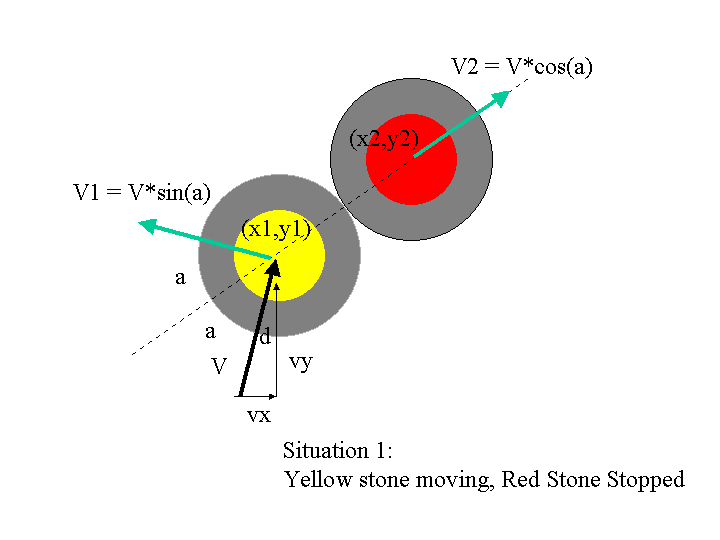 V2 = V*cos(a)
(x2,y2)
V1 = V*sin(a)
(x1,y1)
a
a
d
V
vy
vx
Situation 1:
Yellow stone moving, Red Stone Stopped